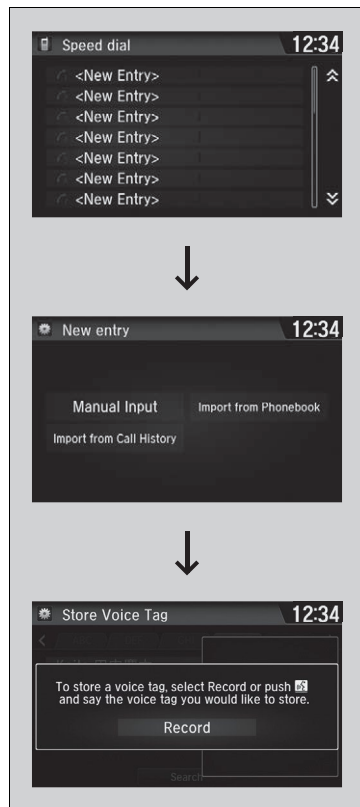 Speed dial 12:34
<New Entry>
<New Entry>
<New Entry>
<New Entry>
<New Entry>
<New Entry>
<New Entry>
New entry 12:34
Manual Input Import from Phonebook
Import from Call History
Store Voice Tag 12:34
To store a voice tag, select Record or push
and say the voice tag you would like to store.
Record
Search